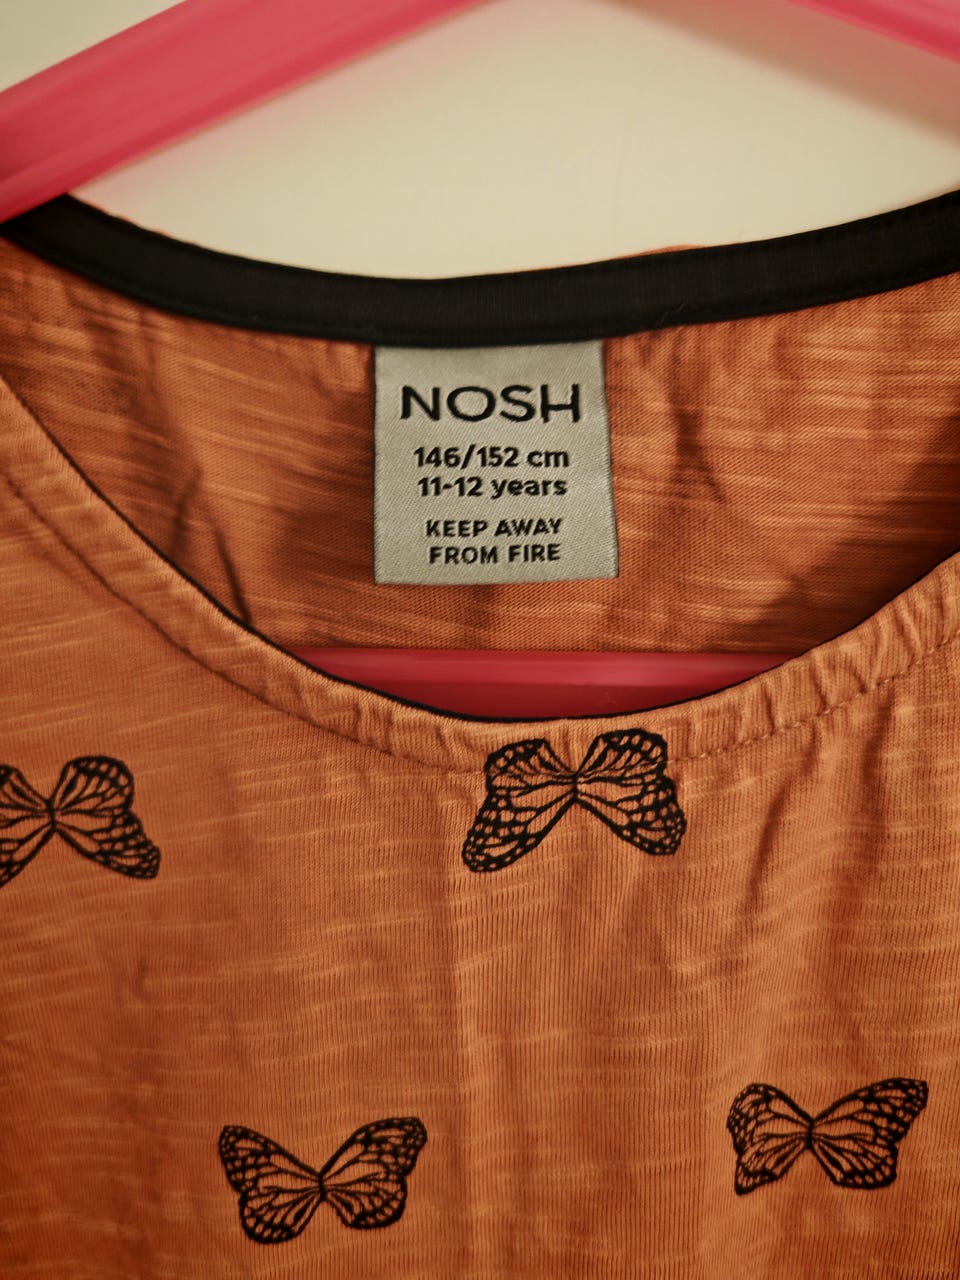 NOSH
146/152 cm
11-12 years
KEEP AWAY
FROM FIRE